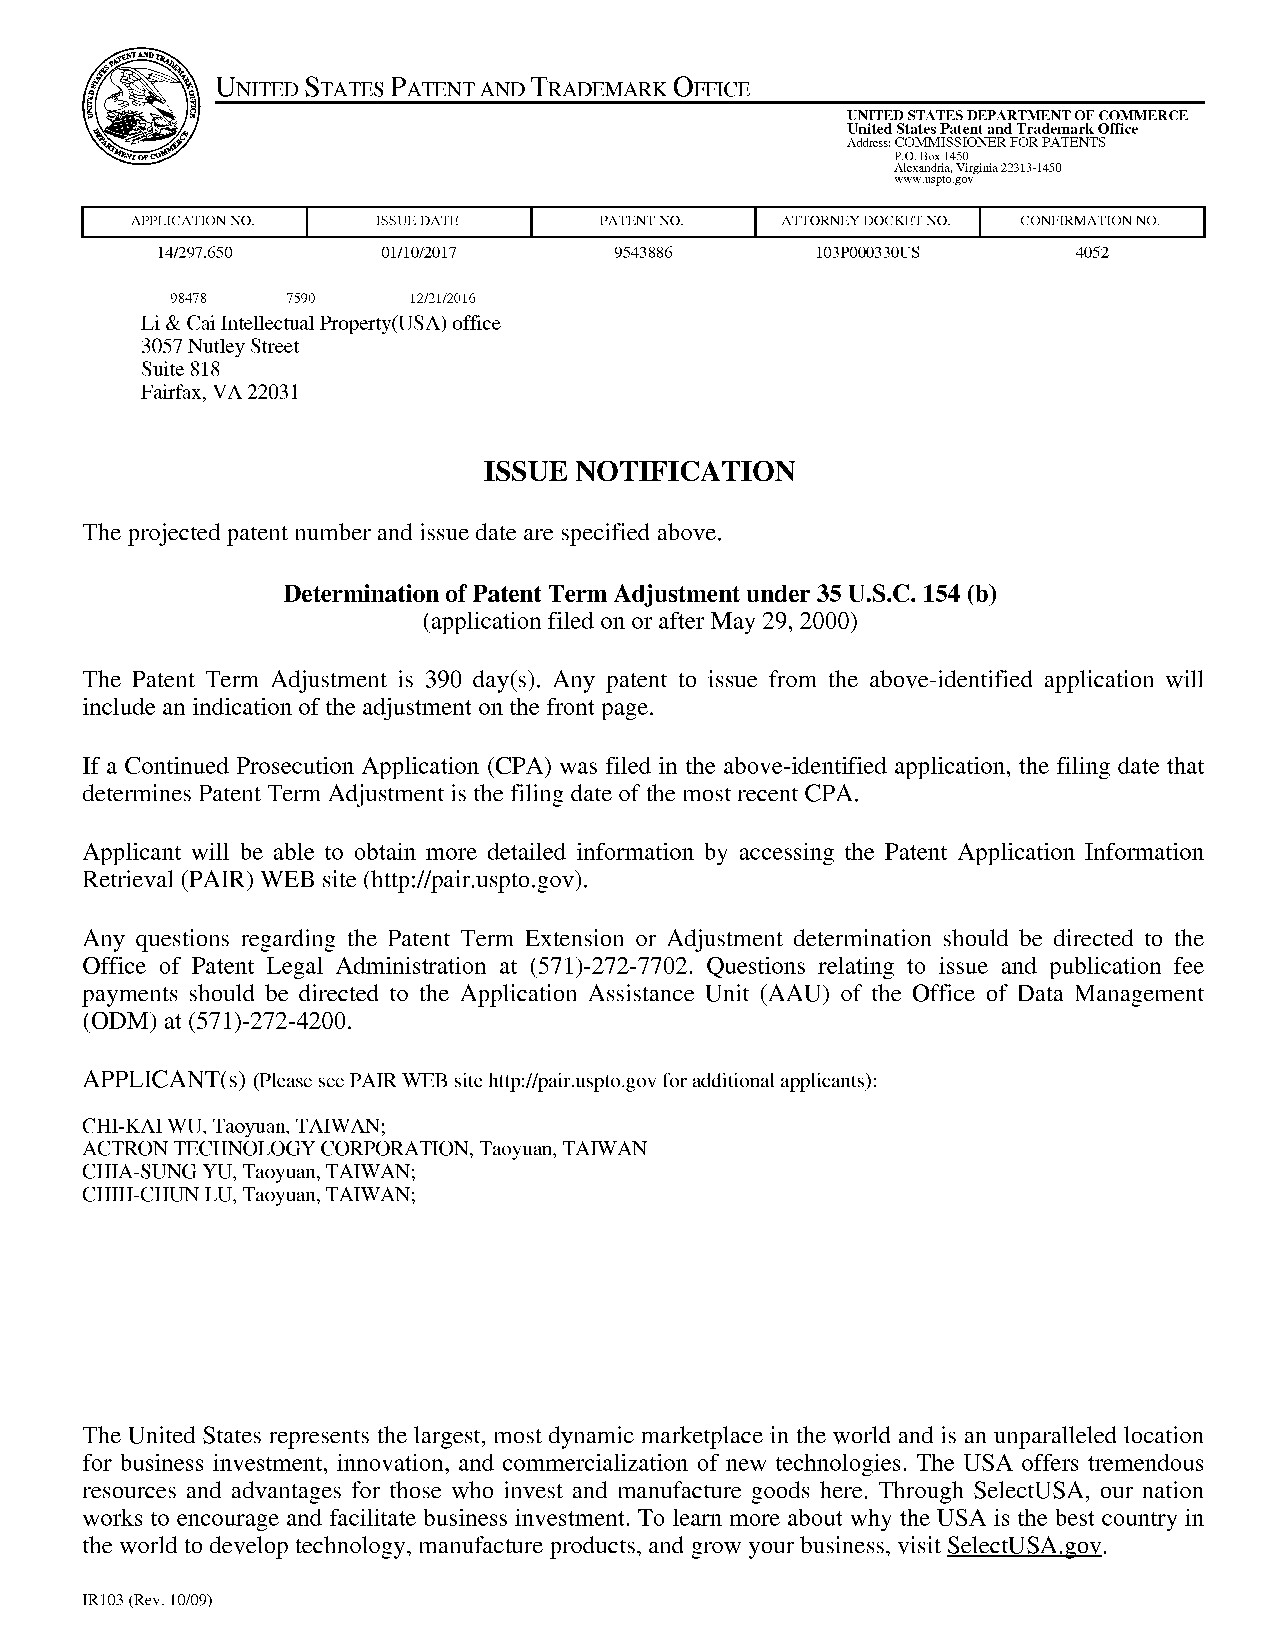 UNITED STATES PATENT AND TRADEMARK OFFICE
UNITED STATES PATENT AND TRADEMARK OFFICE
DEPARTMENT OF COMMERCE
UNITED STATES DEPARTMENT OF COMMERCE
United States Patent and Trademark Office
Address: COMMISSIONER FOR PATENTS
P.O. Box 1450
Alexandria, Virginia 22313-1450
www.uspto.gov
APPLICATION NO. ISSUE DATE PATENT NO. ATTORNEY DOCKET NO. CONFIRMATION NO.
14/297,650 01/10/2017 9543886 103P000330US 4052
98478 7590 12/21/2016
Li & Cai Intellectual Property(USA) office
3057 Nutley Street
Suite 818
Fairfax, VA 22031
ISSUE NOTIFICATION
The projected patent number and issue date are specified above.
Determination of Patent Term Adjustment under 35 U.S.C. 154 (b)
(application filed on or after May 29, 2000)
The Patent Term Adjustment is 390 day(s). Any patent to issue from the above-identified application will
include an indication of the adjustment on the front page.
If a Continued Prosecution Application (CPA) was filed in the above-identified application, the filing date that
determines Patent Term Adjustment is the filing date of the most recent CPA.
Applicant will be able to obtain more detailed information by accessing the Patent Application Information
Retrieval (PAIR) WEB site (http://pair.uspto.gov).
Any questions regarding the Patent Term Extension or Adjustment determination should be directed to the
Office of Patent Legal Administration at (571)-272-7702. Questions relating to issue and publication fee
payments should be directed to the Application Assistance Unit (AAU) of the Office of Data Management
(ODM) at (571)-272-4200.
APPLICANT(s) (Please see PAIR WEB site http://pair.uspto.gov for additional applicants):
CHI-KAI WU, Taoyuan, TAIWAN;
ACTRON TECHNOLOGY CORPORATION, Taoyuan, TAIWAN
CHIA-SUNG YU, Taoyuan, TAIWAN;
CHIH-CHUN LU, Taoyuan, TAIWAN;
The United States represents the largest, most dynamic marketplace in the world and is an unparalleled location
for business investment, innovation, and commercialization of new technologies. The USA offers tremendous
resources and advantages for those who invest and manufacture goods here. Through SelectUSA, our nation
works to encourage and facilitate business investment. To learn more about why the USA is the best country in
the world to develop technology, manufacture products, and grow your business, visit SelectUSA.gov.
IR103 (Rev. 10/09)